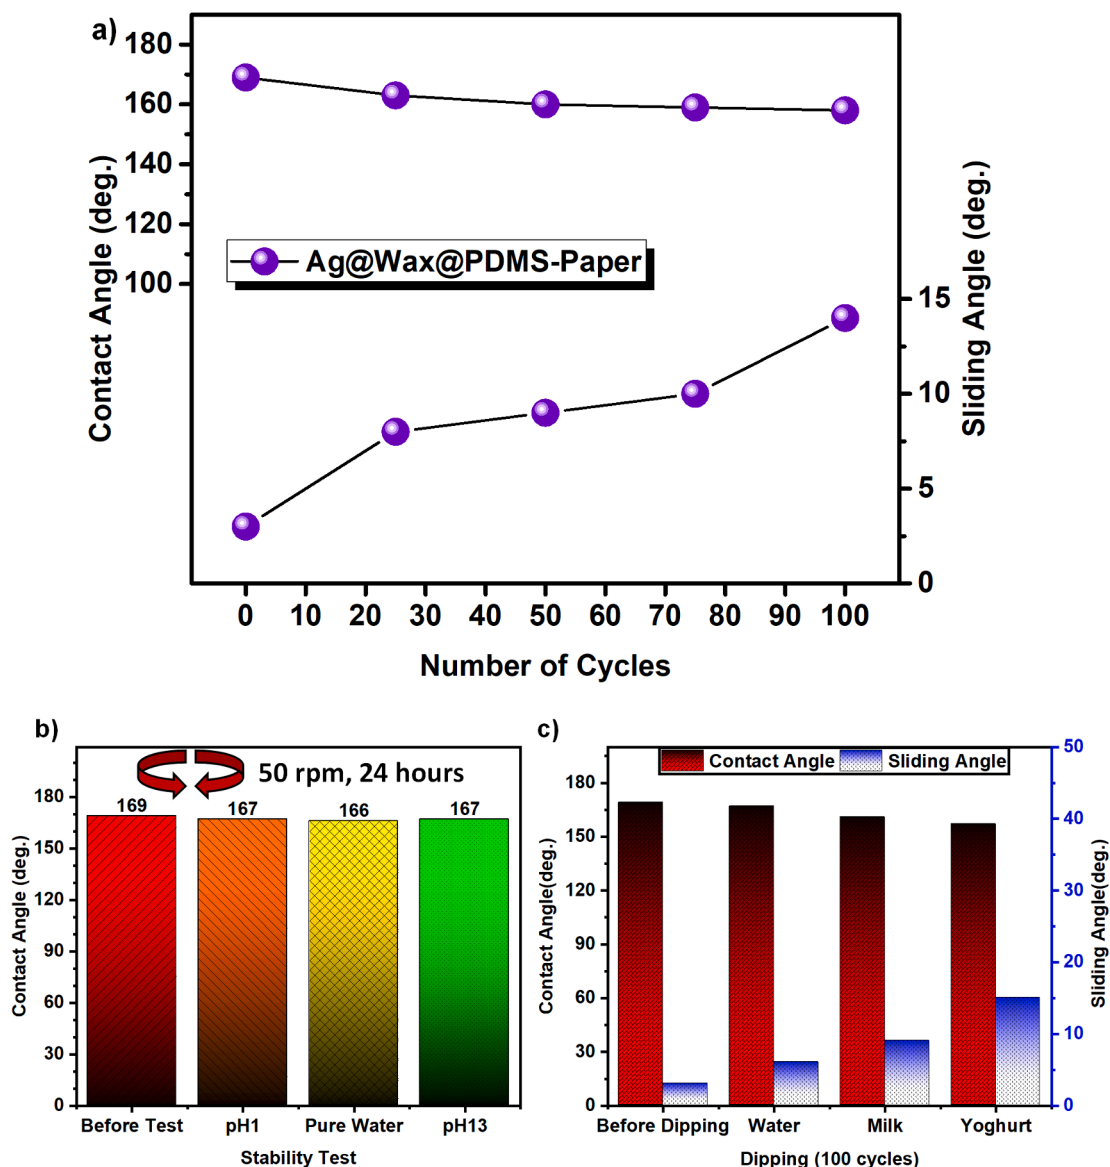 a)
180
160
140
120
100
Contact Angle (deg.)
Ag@Wax@PDMS-Paper
15
10
5
0
Sliding Angle (deg.)
0 10 20 30 40 50 60 70 80 90 100
Number of Cycles
b)
50 rpm, 24 hours
180
150
120
90
60
30
0
Contact Angle (deg.)
169 167 166 167
Before Test pH1 Pure Water pH13
Stability Test
c)
Contact Angle Sliding Angle
180
150
120
90
60
30
0
Contact Angle(deg.)
50
40
30
20
10
0
Sliding Angle(deg.)
Before Dipping Water Milk Yoghurt
Dipping (100 cycles)